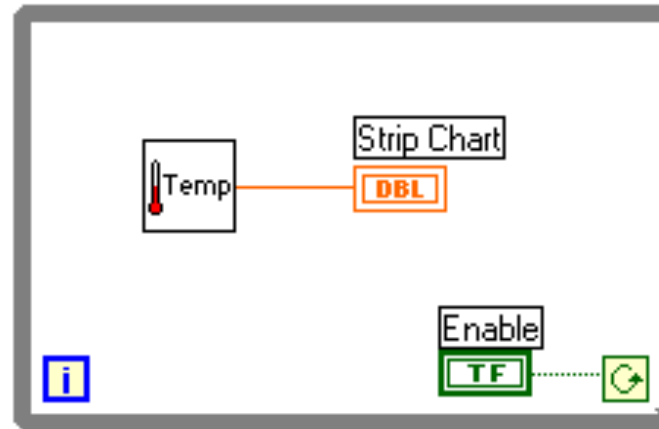 Strip Chart
Temp
DBL
Enable
TF
i